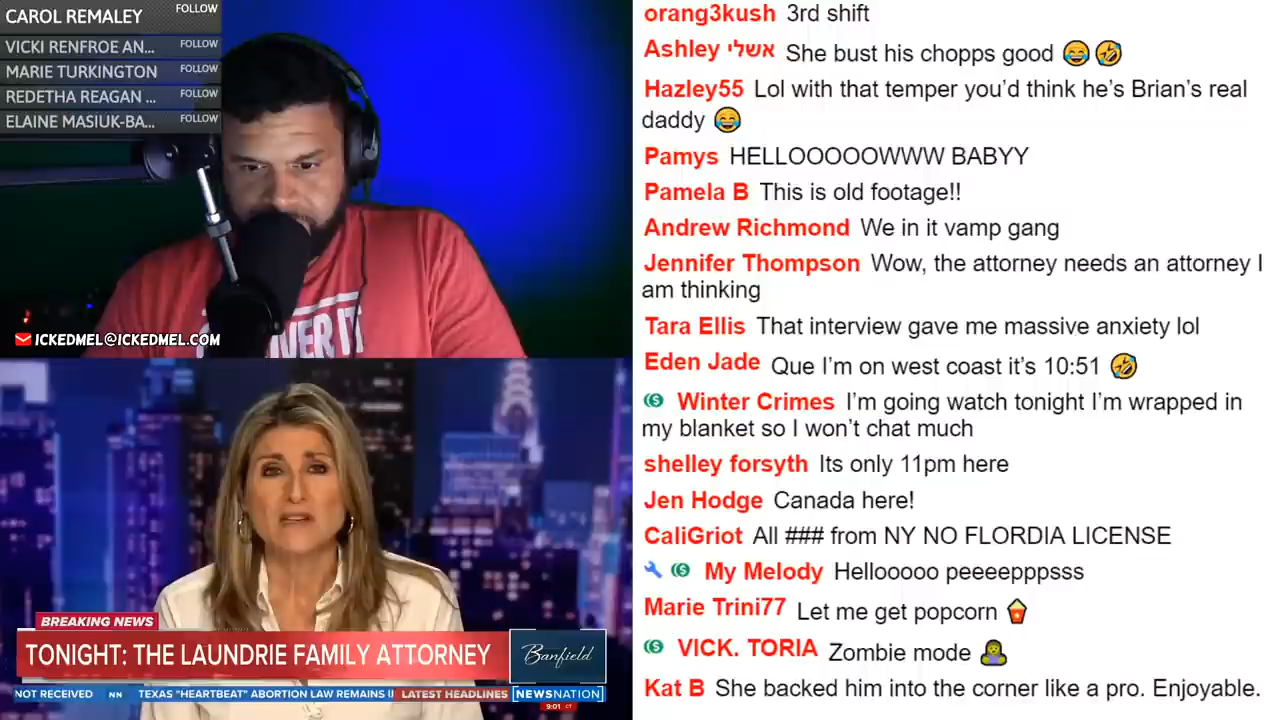 CAROL REMALEY FOLLOW
VICKI RENFROE AN... FOLLOW
MARIE TURKINGTON FOLLOW
REDETHA REAGAN ... FOLLOW
ELAINE MASIUK-BA... FOLLOW
VER IT
ICKEDMEL@ICKEDMEL.COM
BREAKING NEWS
TONIGHT: THE LAUNDRIE FAMILY ATTORNEY
Banfield
NOT RECEIVED NN TEXAS "HEARTBEAT" ABORTION LAW REMAINS I LATEST HEADLINES NEWSNATION
9:01 CT
orang3kush 3rd shift
Ashley אשלי She bust his chopps good 😂 🤣
Hazley55 Lol with that temper you’d think he’s Brian’s real
daddy 😂
Pamys HELLOOOOOWWW BABYY
Pamela B This is old footage!!
Andrew Richmond We in it vamp gang
Jennifer Thompson Wow, the attorney needs an attorney I
am thinking
Tara Ellis That interview gave me massive anxiety lol
Eden Jade Que I’m on west coast it’s 10:51 🤣
Winter Crimes I’m going watch tonight I’m wrapped in
my blanket so I won’t chat much
shelley forsyth Its only 11pm here
Jen Hodge Canada here!
CaliGriot All ### from NY NO FLORDIA LICENSE
My Melody Hellooooo peeeepppsss
Marie Trini77 Let me get popcorn 🍿
VICK. TORIA Zombie mode 🧟‍♀️
Kat B She backed him into the corner like a pro. Enjoyable.